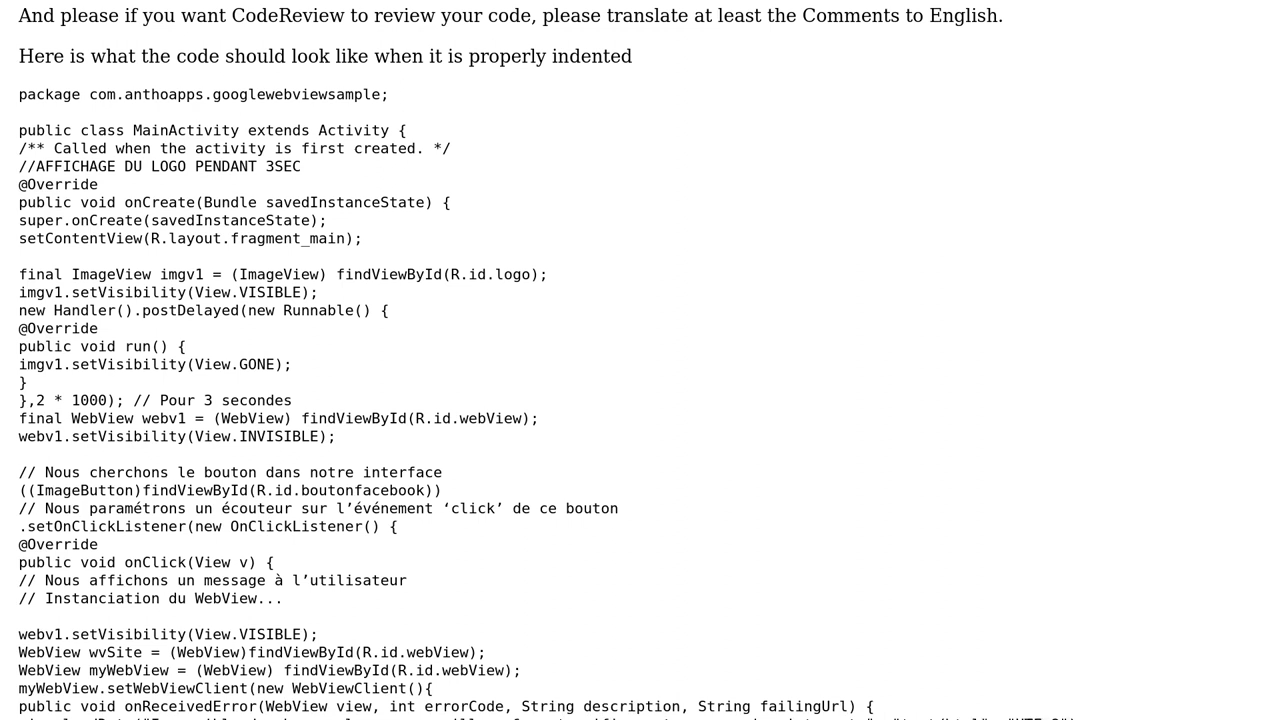 And please if you want CodeReview to review your code, please translate at least the Comments to English.
Here is what the code should look like when it is properly indented
package com.anthoapps.googlewebviewsample;
public class MainActivity extends Activity {
/** Called when the activity is first created. */
//AFFICHAGE DU LOGO PENDANT 3SEC
@Override
public void onCreate(Bundle savedInstanceState) {
super.onCreate(savedInstanceState);
setContentView(R.layout.fragment_main);
final ImageView imgv1 = (ImageView) findViewById(R.id.logo);
imgv1.setVisibility(View.VISIBLE);
new Handler().postDelayed(new Runnable() {
@Override
public void run() {
imgv1.setVisibility(View.GONE);
}
},2 * 1000); // Pour 3 secondes
final WebView webv1 = (WebView) findViewById(R.id.webView);
webv1.setVisibility(View.INVISIBLE);
// Nous cherchons le bouton dans notre interface
((ImageButton)findViewById(R.id.boutonfacebook))
// Nous paramétrons un écouteur sur l’événement ‘click’ de ce bouton
.setOnClickListener(new OnClickListener() {
@Override
public void onClick(View v) {
// Nous affichons un message à l’utilisateur
// Instanciation du WebView...
webv1.setVisibility(View.VISIBLE);
WebView wvSite = (WebView)findViewById(R.id.webView);
WebView myWebView = (WebView) findViewById(R.id.webView);
myWebView.setWebViewClient(new WebViewClient(){
public void onReceivedError(WebView view, int errorCode, String description, String failingUrl) {